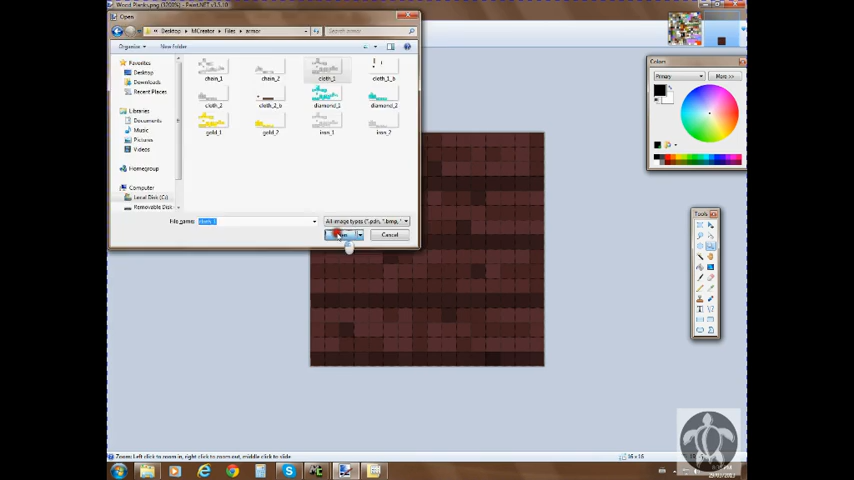 Wood Planks.png (1700%) - Paint.NET v3.5.10
Open
Desktop MCreator Files armor
Search armor
Organize New Folder
Favorites
Desktop
Downloads
Recent Places
Libraries
Documents
Music
Pictures
Videos
Homegroup
Computer
Local Disk (C:)
Removable Disk
chain_1 chain_2 cloth_1 cloth_1_b
cloth_2 cloth_2_b diamond_1 diamond_2
gold_1 gold_2 iron_1 iron_2
File name: cloth_1 All image types (*.pdn, *.bmp, *
Cancel
Colors
Primary More >>
Tools
Zoom: Left click to zoom in, right click to zoom out, middle click to slide
16 x 16